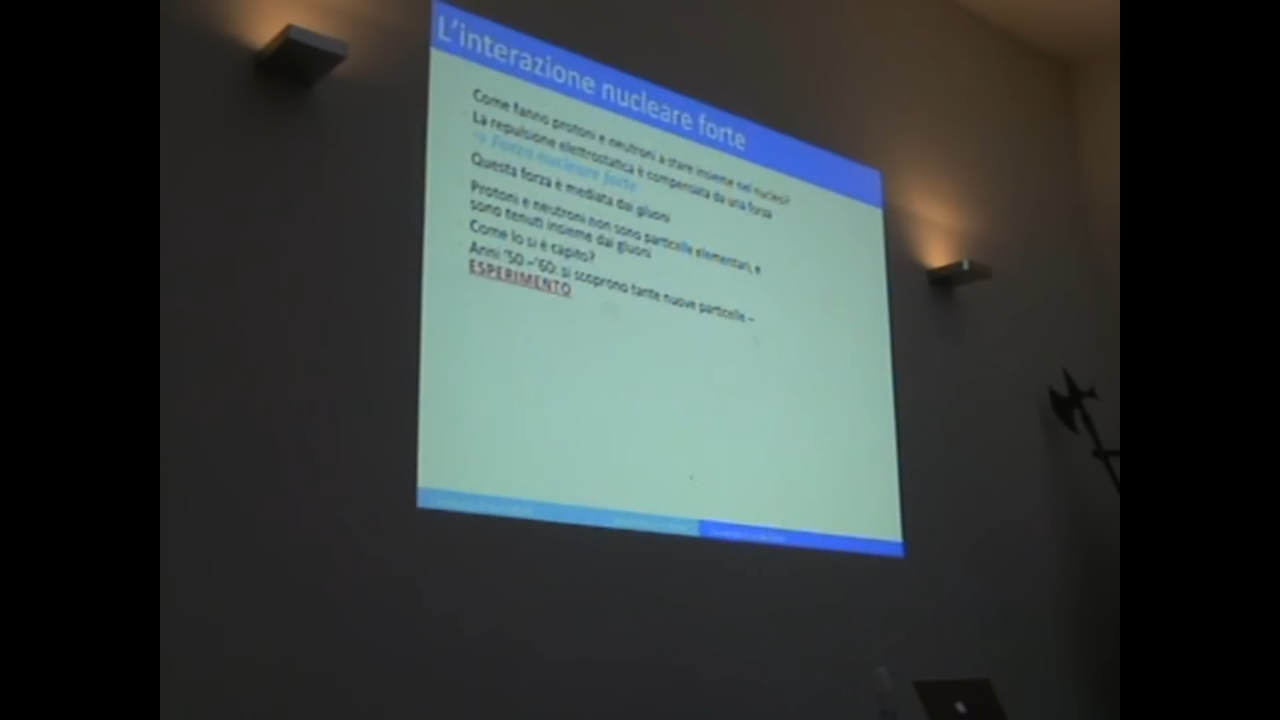 L'interazione nucleare forte
Come fanno protoni e neutroni a stare insieme nel nucleo?
La repulsione elettrostatica è compensata da una forza
→ Forza nucleare forte
Questa forza è mediata dai gluoni
Protoni e neutroni non sono particelle elementari, e
sono tenuti insieme dai gluoni
Come lo si è capito?
Anni '50 –'60: si scoprono tante nuove particelle –
ESPERIMENTO